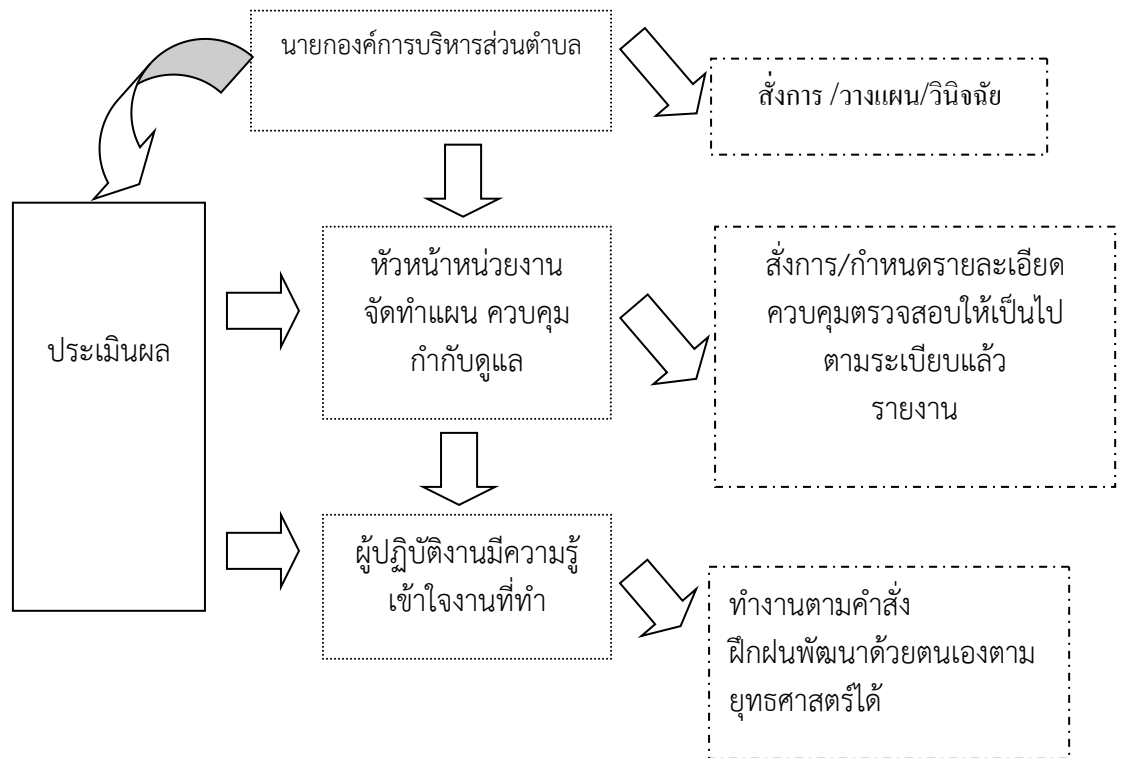 นายกองค์การบริหารส่วนตำบล
สั่งการ /วางแผน/วินิจฉัย
หัวหน้าหน่วยงาน
จัดทำแผน ควบคุม
กำกับดูแล
สั่งการ/กำหนดรายละเอียด
ควบคุมตรวจสอบให้เป็นไป
ตามระเบียบแล้ว
รายงาน
ประเมินผล
ผู้ปฏิบัติงานมีความรู้
เข้าใจงานที่ทำ
ทำงานตามคำสั่ง
ฝึกฝนพัฒนาด้วยตนเองตาม
ยุทธศาสตร์ได้